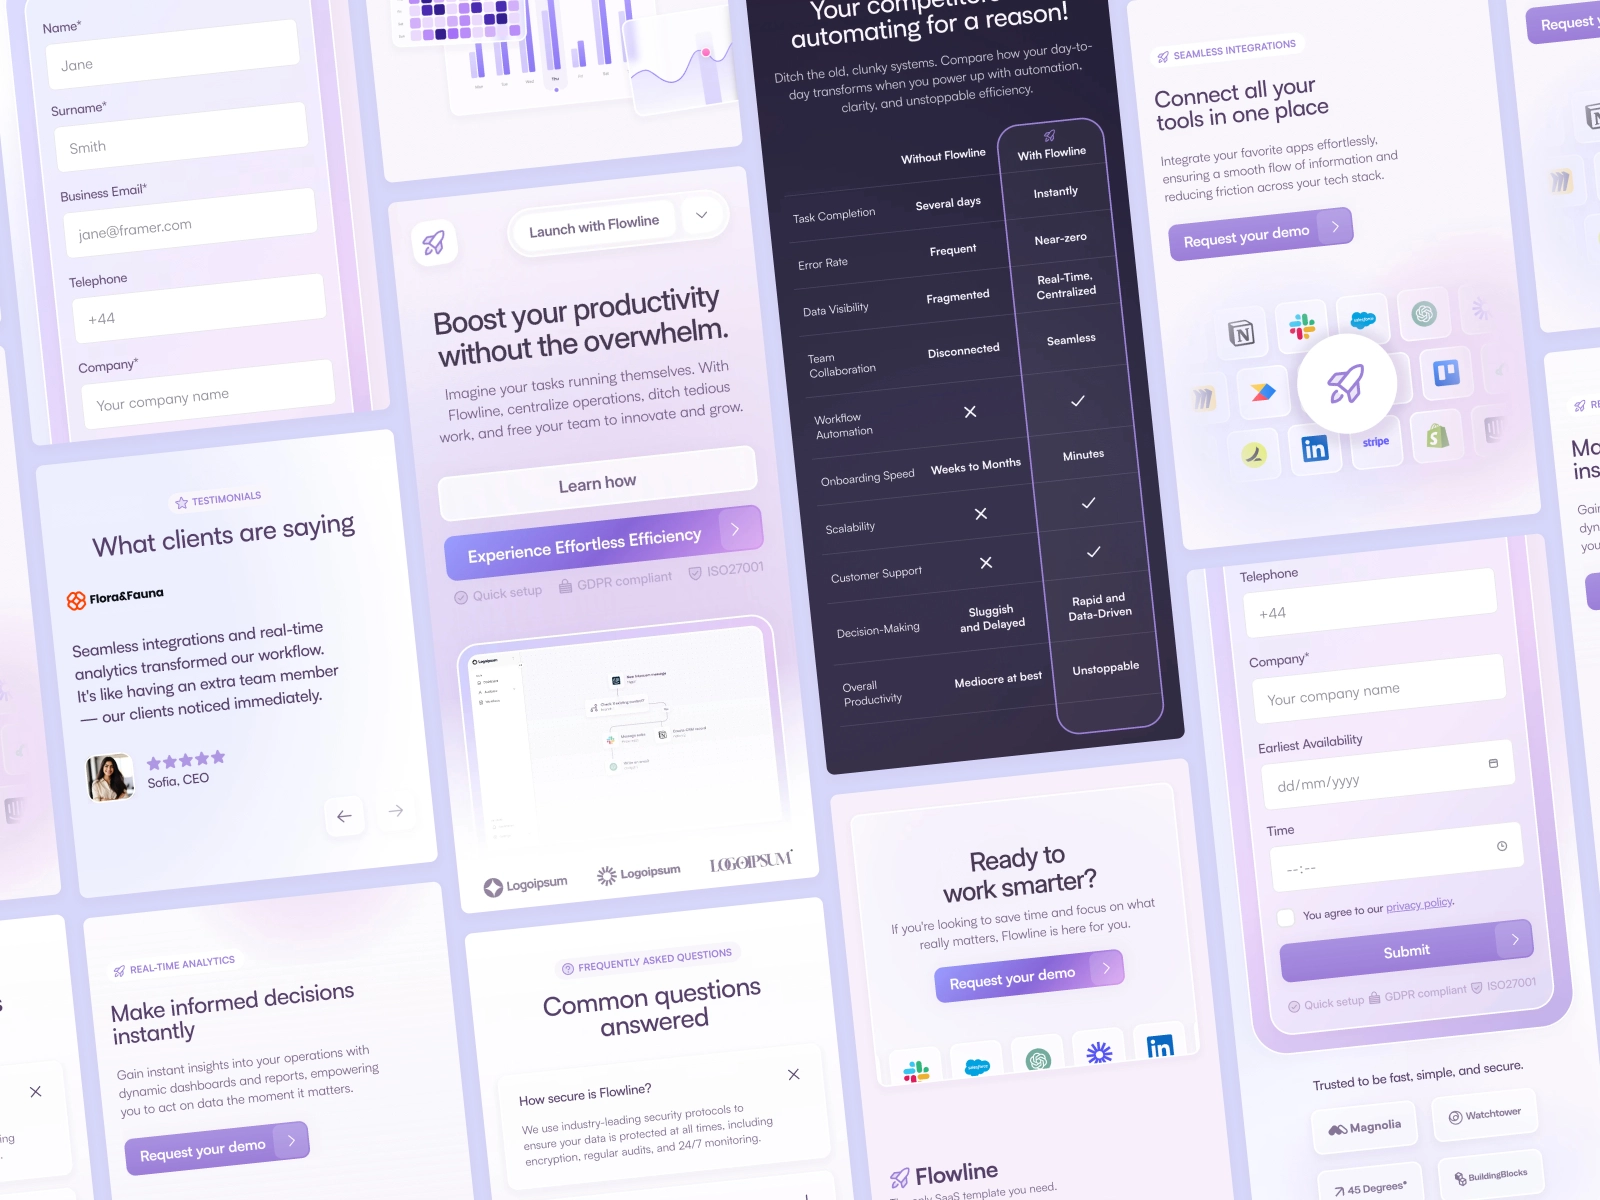 Name*
Jane
Surname*
Smith
Business Email*
jane@framer.com
Telephone
+44
Company*
Your company name
TESTIMONIALS
What clients are saying
Flora&Fauna
Seamless integrations and real-time
analytics transformed our workflow.
It's like having an extra team member
— our clients noticed immediately.
Sofia, CEO
REAL-TIME ANALYTICS
Make informed decisions
instantly
Gain instant insights into your operations with
dynamic dashboards and reports, empowering
you to act on data the moment it matters.
Request your demo
Launch with Flowline
Boost your productivity
without the overwhelm.
Imagine your tasks running themselves. With
Flowline, centralize operations, ditch tedious
work, and free your team to innovate and grow.
Learn how
Experience Effortless Efficiency
Quick setup
GDPR compliant
ISO27001
Logoipsum
Logoipsum
Logoipsum
LOGOIPSUM
FREQUENTLY ASKED QUESTIONS
Common questions
answered
How secure is Flowline?
We use industry-leading security protocols to
ensure your data is protected at all times, including
encryption, regular audits, and 24/7 monitoring.
automating for a reason!
Ditch the old, clunky systems. Compare how your day-to-
day transforms when you power up with automation,
clarity, and unstoppable efficiency.
Without Flowline
With Flowline
Task Completion
Several days
Instantly
Error Rate
Frequent
Near-zero
Data Visibility
Fragmented
Real-Time,
Centralized
Team
Collaboration
Disconnected
Seamless
Workflow
Automation
Onboarding Speed
Weeks to Months
Minutes
Scalability
Customer Support
Decision-Making
Sluggish
and Delayed
Rapid and
Data-Driven
Overall
Productivity
Mediocre at best
Unstoppable
Ready to
work smarter?
If you're looking to save time and focus on what
really matters, Flowline is here for you.
Request your demo
salesforce
in
Flowline
SaaS template you need.
SEAMLESS INTEGRATIONS
Connect all your
tools in one place
Integrate your favorite apps effortlessly,
ensuring a smooth flow of information and
reducing friction across your tech stack.
Request your demo
salesforce
in
stripe
Telephone
+44
Company*
Your company name
Earliest Availability
dd/mm/yyyy
Time
--:--
You agree to our privacy policy.
Submit
Quick setup
GDPR compliant
ISO27001
Trusted to be fast, simple, and secure.
Magnolia
Watchtower
45 Degrees°
BuildingBlocks
Request